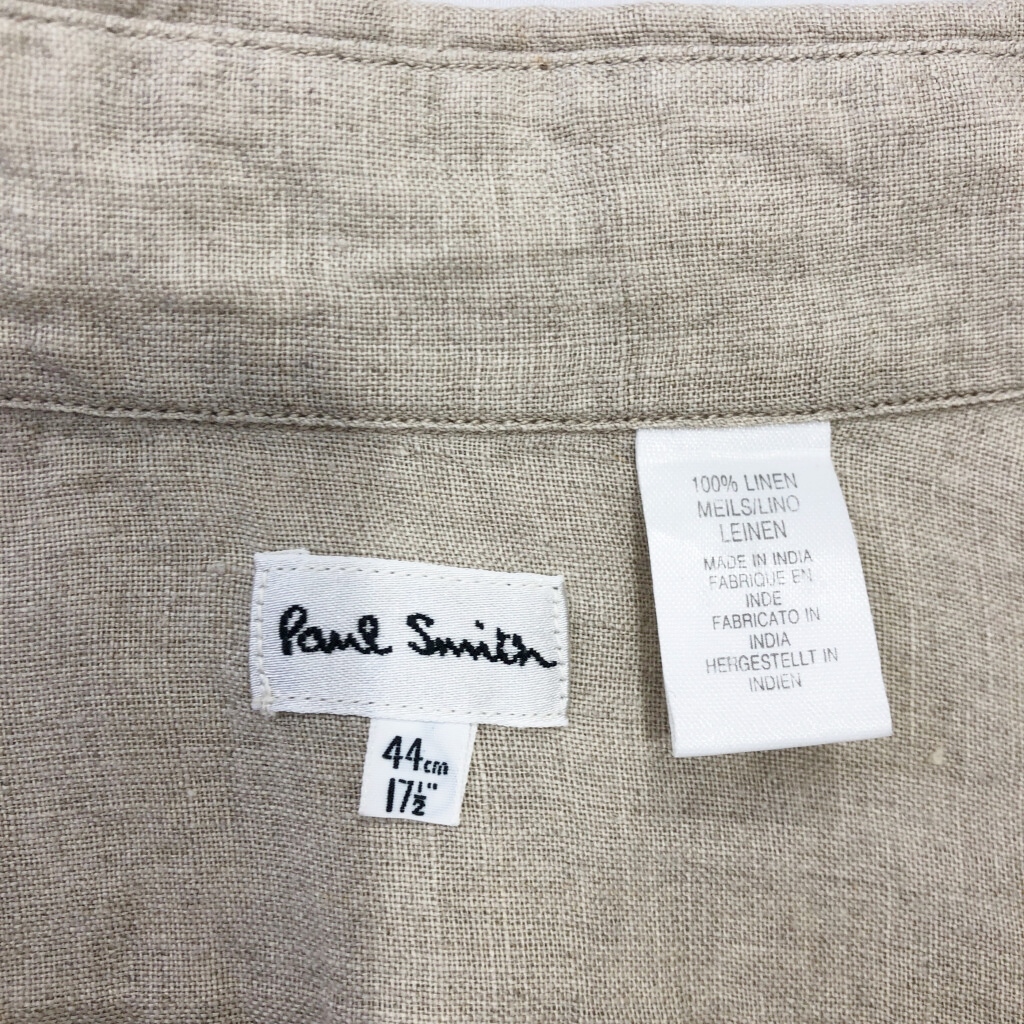 Paul Smith
44cm
17½"
100% LINEN
MEILS/LINO
LEINEN
MADE IN INDIA
FABRIQUE EN
INDE
FABRICATO IN
INDIA
HERGESTELLT IN
INDIEN